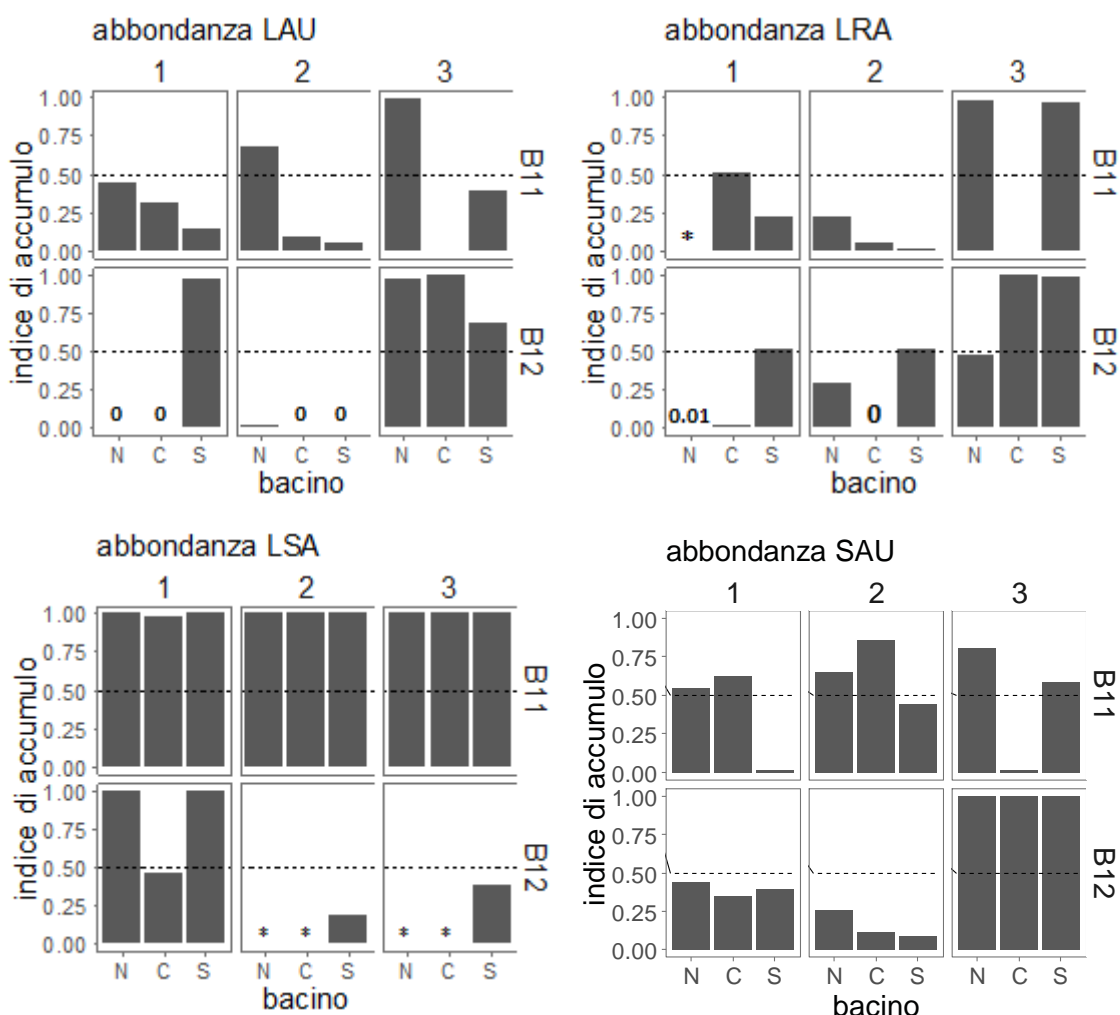 abbondanza LAU
1 2 3
indice di accumulo
1.00
0.75
0.50
0.25
0.00
B11
1.00
0.75
0.50
0.25
0.00
0 0 0 0
B12
N C S N C S N C S
bacino
abbondanza LRA
1 2 3
indice di accumulo
1.00
0.75
0.50
0.25
0.00
*
B11
1.00
0.75
0.50
0.25
0.00
0.01 0
B12
N C S N C S N C S
bacino
abbondanza LSA
1 2 3
indice di accumulo
1.00
0.75
0.50
0.25
0.00
B11
1.00
0.75
0.50
0.25
0.00
* * * *
B12
N C S N C S N C S
bacino
abbondanza SAU
1 2 3
indice di accumulo
1.00
0.75
0.50
0.25
0.00
B11
1.00
0.75
0.50
0.25
0.00
B12
N C S N C S N C S
bacino